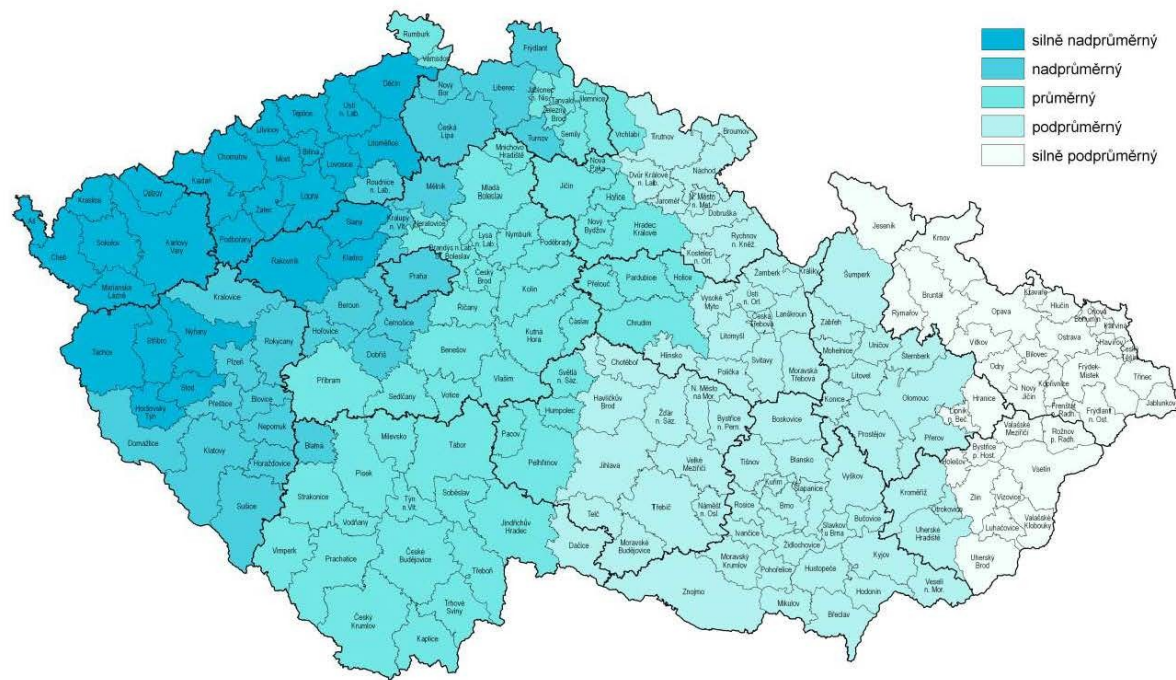 silně nadprůměrný
nadprůměrný
průměrný
podprůměrný
silně podprůměrný
Rumburk
Varnsdorf
Frýdlant
Děčín
Nový
Bor
Liberec
Jablonec
n. Nis.
Tanvald
Železný
Brod
Jilemnice
Semily
Turnov
Česká
Lípa
Ústí
n. Lab.
Teplice
Litvínov
Bílina
Most
Chomutov
Kadaň
Litoměřice
Lovosice
Louny
Žatec
Podbořany
Roudnice
n. Lab.
Vrchlabí
Trutnov
Broumov
Náchod
Dvůr Králové
n. Lab.
Jaroměř
N. Město
n. Met.
Dobruška
Nová
Paka
Hořice
Jičín
Nový
Bydžov
Hradec
Králové
Rychnov
n. Kněž.
Kostelec
n. Orl.
Mnichovo
Hradiště
Mladá
Boleslav
Mělník
Kralupy
n. Vlt.
Neratovice
Brandýs n.Lab.
St. Boleslav
Lysá
n. Lab.
Nymburk
Poděbrady
Český
Brod
Kolín
Kutná
Hora
Čáslav
Říčany
Benešov
Vlašim
Votice
Sedlčany
Příbram
Dobříš
Hořovice
Beroun
Černošice
Praha
Slaný
Kladno
Rakovník
Aš
Kraslice
Ostrov
Sokolov
Karlovy
Vary
Cheb
Mariánské
Lázně
Kralovice
Tachov
Stříbro
Nýřany
Plzeň
Rokycany
Stod
Přeštice
Blovice
Horšovský
Týn
Nepomuk
Domažlice
Klatovy
Horažďovice
Sušice
Blatná
Milevsko
Tábor
Písek
Strakonice
Týn
n.Vlt.
Soběslav
Vodňany
Jindřichův
Hradec
Vimperk
Prachatice
České
Budějovice
Třeboň
Český
Krumlov
Trhové
Sviny
Kaplice
Dačice
Přelouč
Pardubice
Holice
Chrudim
Vysoké
Mýto
Ústí
n. Orl.
Žamberk
Králíky
Česká
Třebová
Lanškroun
Litomyšl
Svitavy
Moravská
Třebová
Polička
Hlinsko
Chotěboř
Světlá
n. Sáz.
Havlíčkův
Brod
Humpolec
Pacov
Pelhřimov
Žďár
n. Sáz.
N. Město
na Mor.
Bystřice
n. Pern.
Jihlava
Velké
Meziříčí
Třebíč
Náměšť
n. Osl.
Telč
Moravské
Budějovice
Boskovice
Blansko
Tišnov
Kuřim
Vyškov
Šlapanice
Brno
Rosice
Ivančice
Slavkov
u Brna
Bučovice
Židlochovice
Moravský
Krumlov
Pohořelice
Hustopeče
Kyjov
Hodonín
Veselí
n. Mor.
Znojmo
Mikulov
Břeclav
Jeseník
Šumperk
Zábřeh
Mohelnice
Uničov
Šternberk
Litovel
Olomouc
Konice
Prostějov
Přerov
Lipník
n. Beč.
Hranice
Krnov
Bruntál
Rýmařov
Opava
Vítkov
Kravaře
Hlučín
Bohumín
Orlová
Karviná
Havířov
Český
Těšín
Ostrava
Bílovec
Odry
Nový
Jičín
Kopřivnice
Frýdek-
Místek
Frenštát
p. Radh.
Frýdlant
n. Ost.
Třinec
Jablunkov
Valašské
Meziříčí
Rožnov
p. Radh.
Bystřice
p. Host.
Holešov
Vsetín
Kroměříž
Otrokovice
Zlín
Vizovice
Valašské
Klobouky
Luhačovice
Uherské
Hradiště
Uherský
Brod